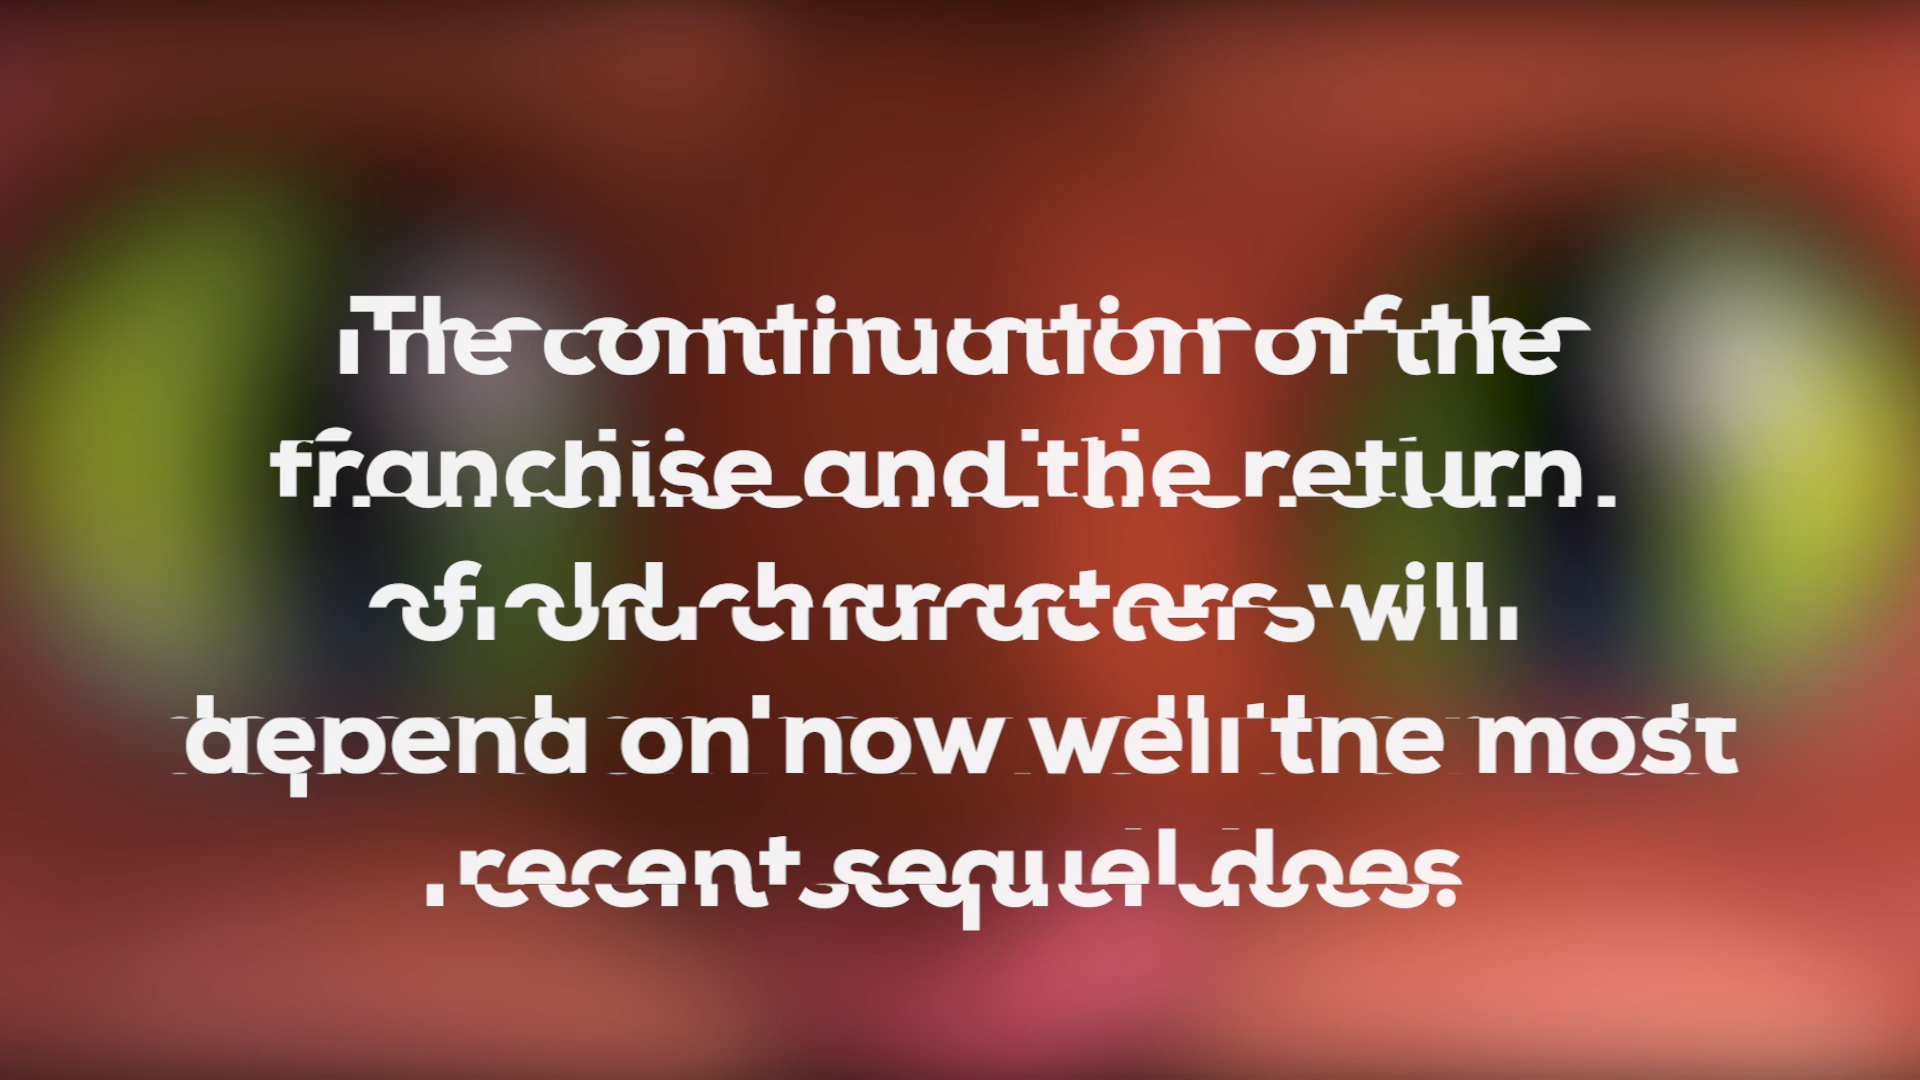 The continuation of the
franchise and the return
of old characters will
depend on how well the most
recent sequel does.